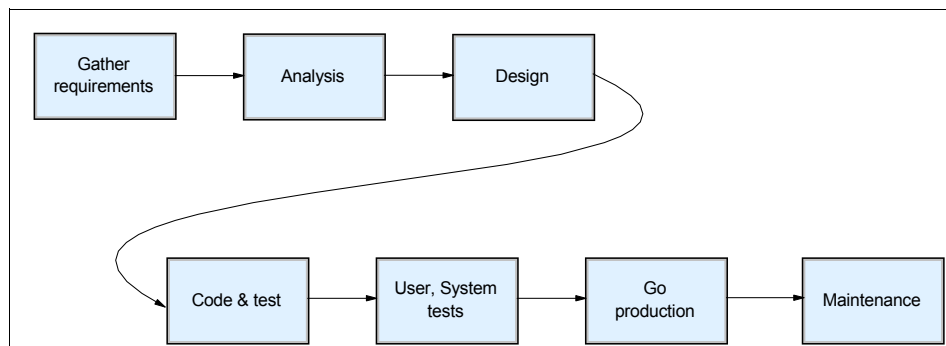 Gather
requirements
Analysis
Design
Code & test
User, System
tests
Go
production
Maintenance